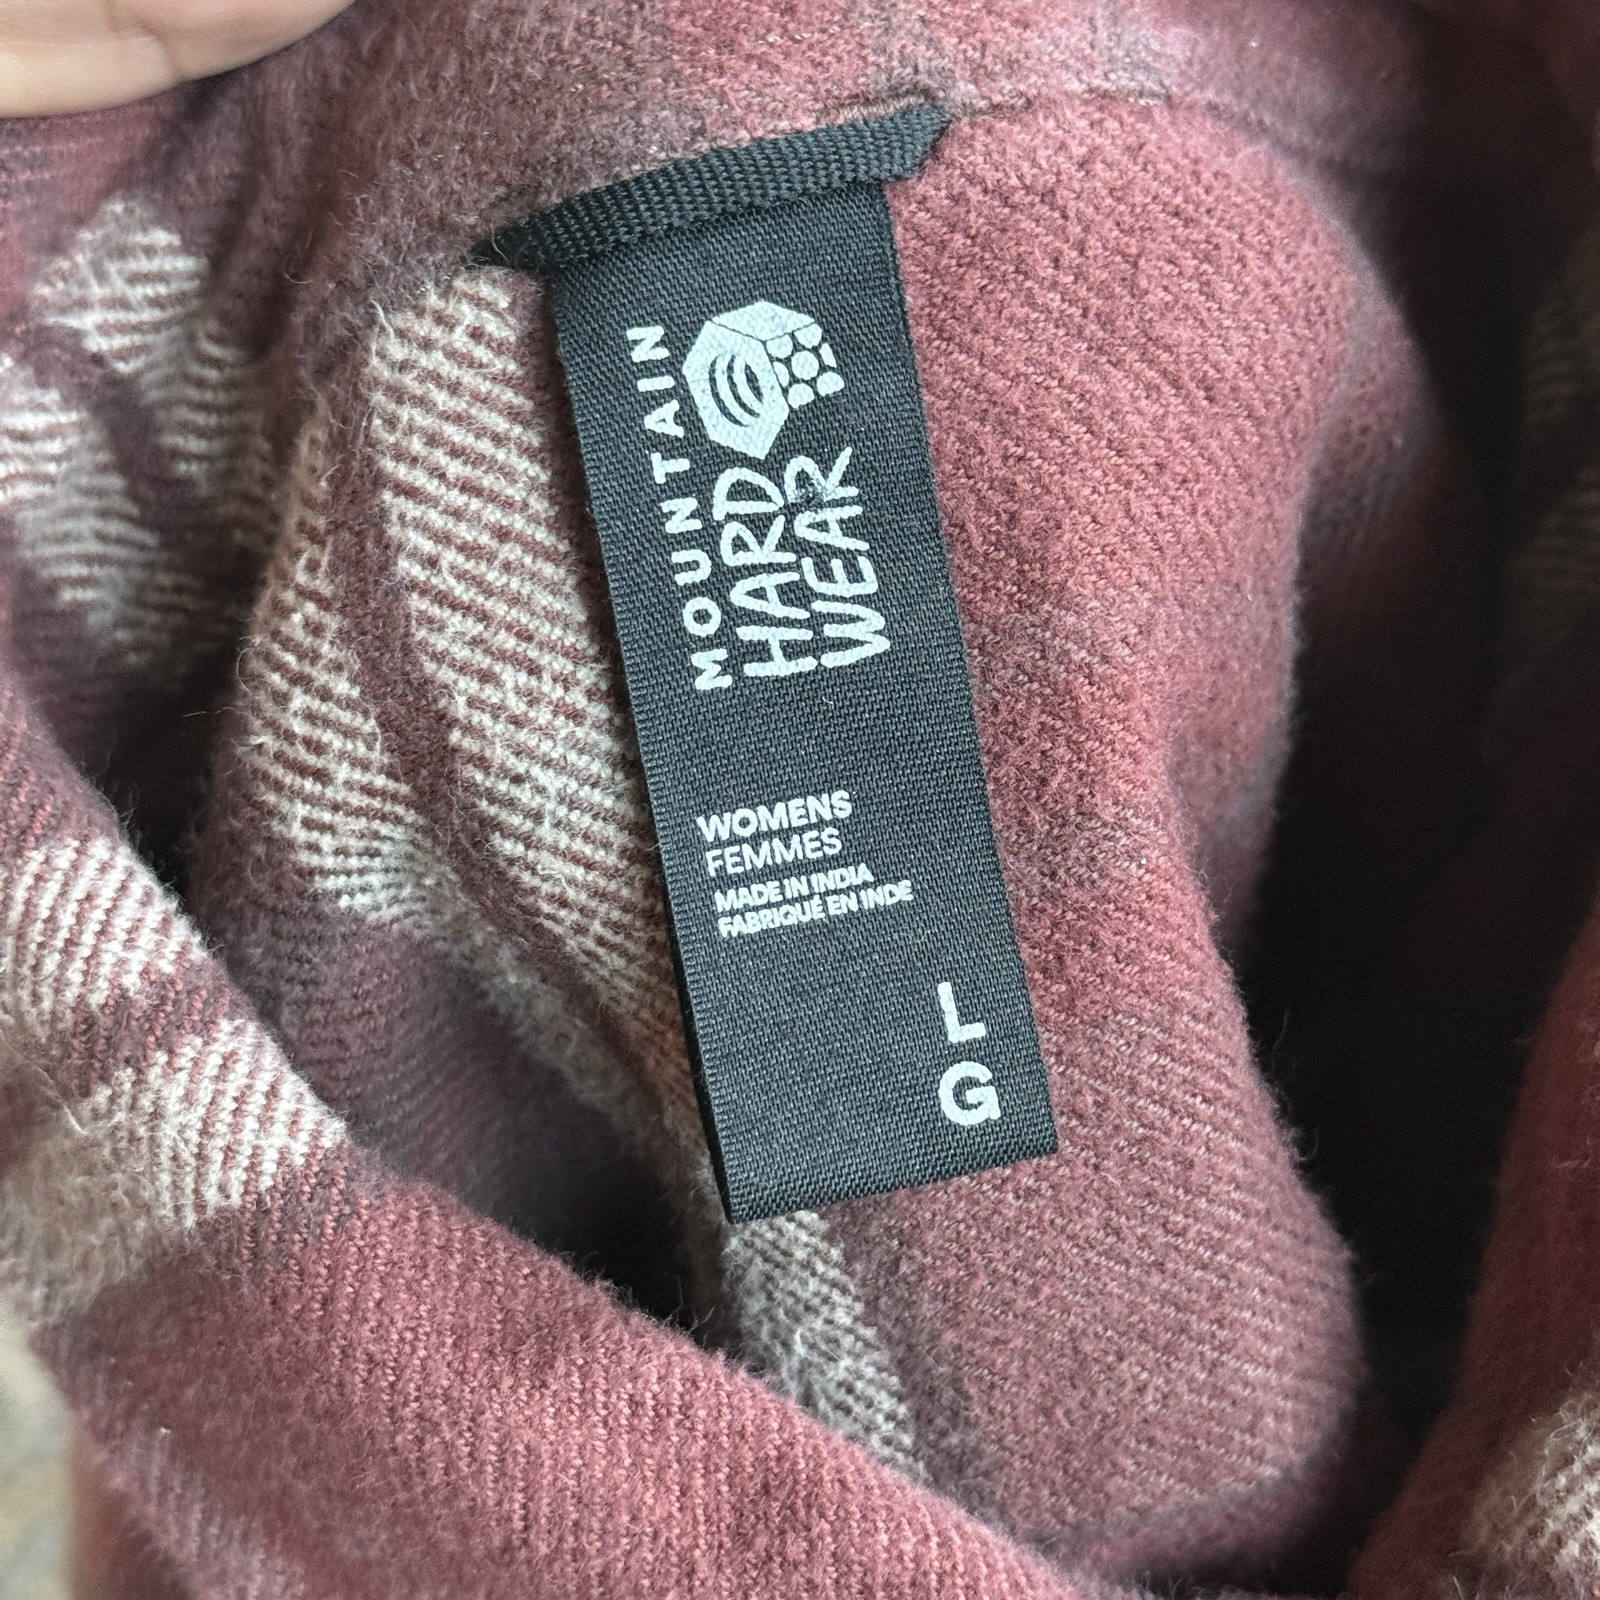 MOUNTAIN
HARD
WEAR
WOMENS
FEMMES
MADE IN INDIA
FABRIQUÉ EN INDE
L
G